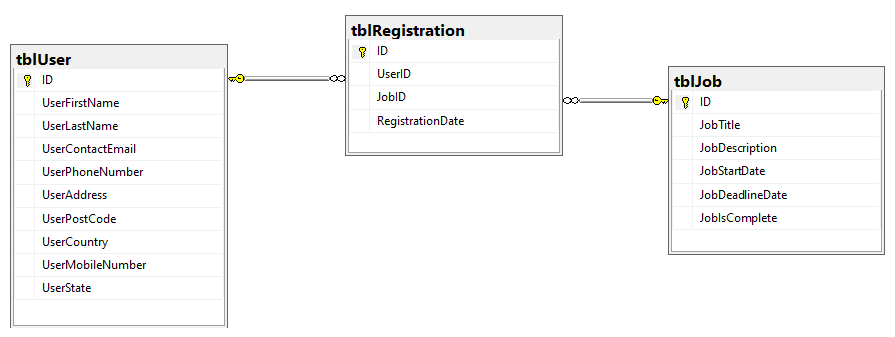 tblUser
ID
UserFirstName
UserLastName
UserContactEmail
UserPhoneNumber
UserAddress
UserPostCode
UserCountry
UserMobileNumber
UserState
tblRegistration
ID
UserID
JobID
RegistrationDate
tblJob
ID
JobTitle
JobDescription
JobStartDate
JobDeadlineDate
JobIsComplete